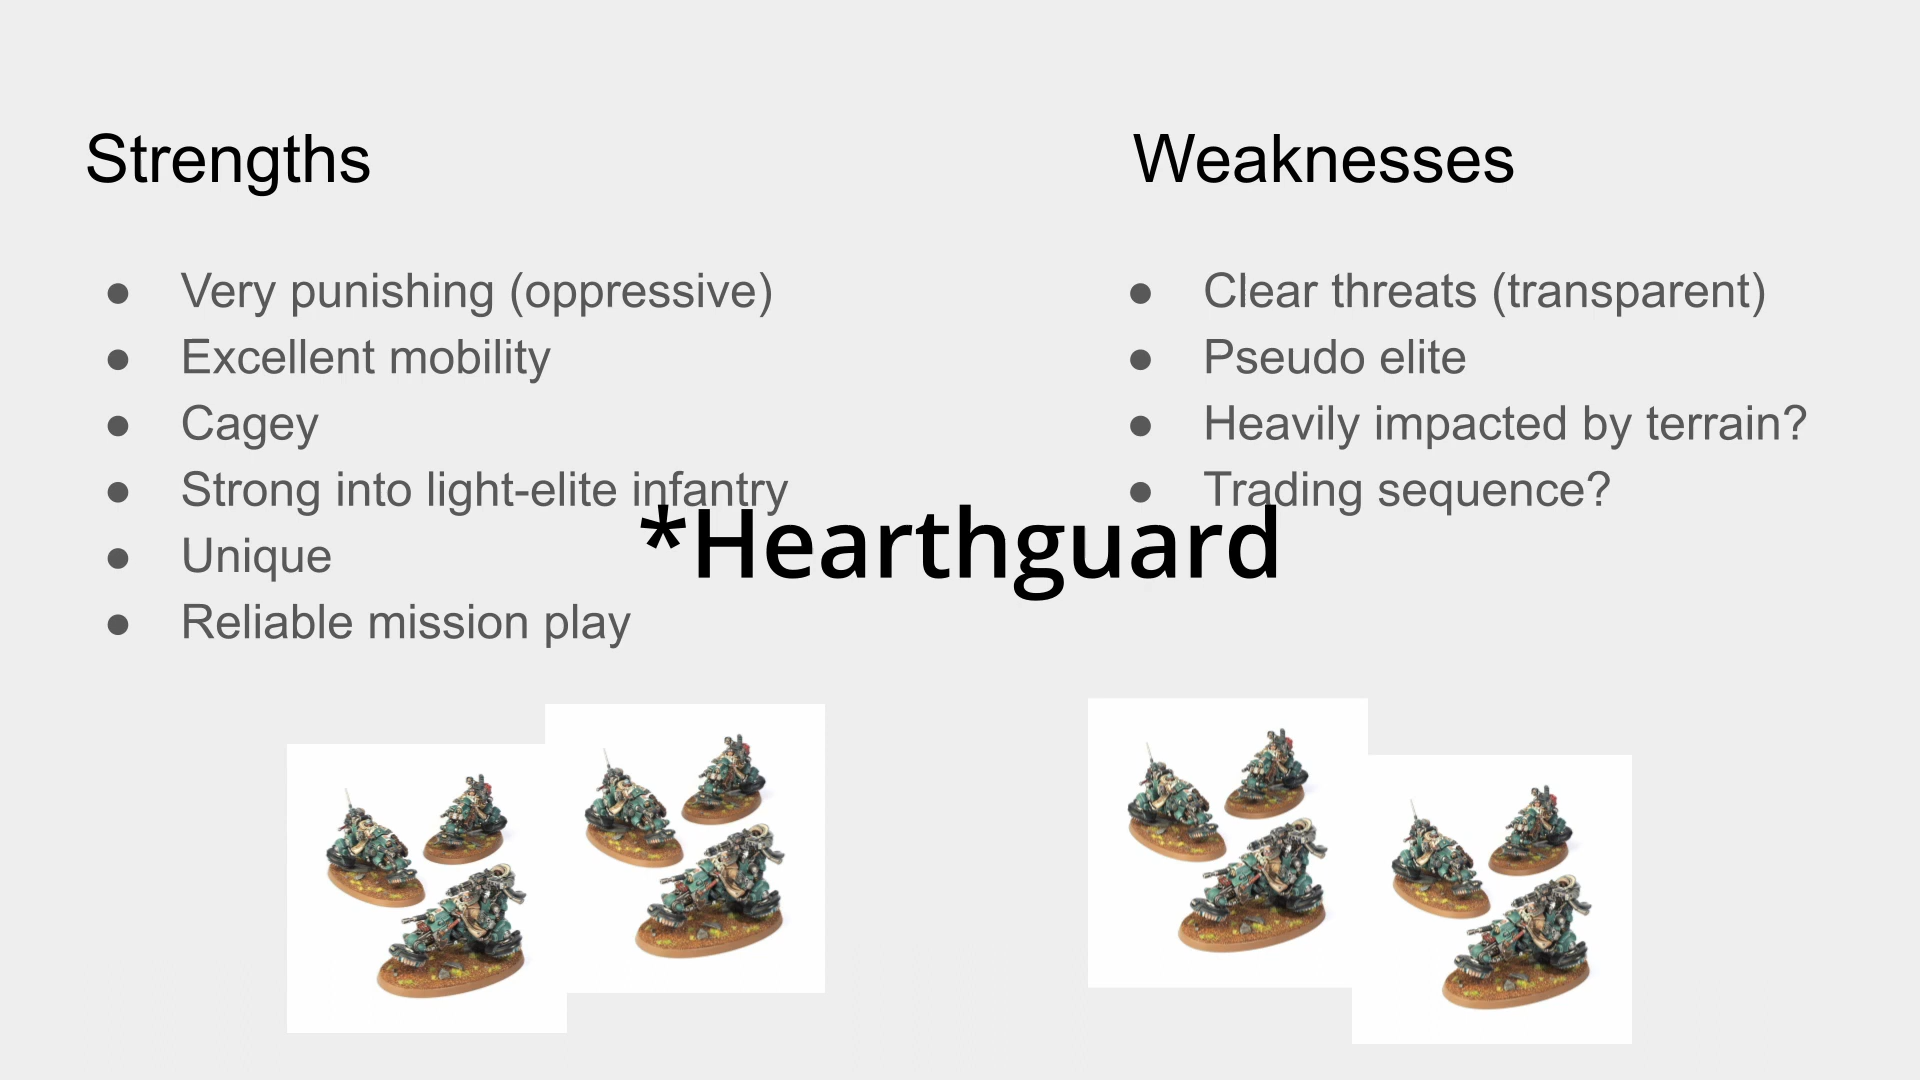 Strengths
● Very punishing (oppressive)
● Excellent mobility
● Cagey
● Strong into light-elite infantry
● Unique
● Reliable mission play
Weaknesses
● Clear threats (transparent)
● Pseudo elite
● Heavily impacted by terrain?
● Trading sequence?
*Hearthguard